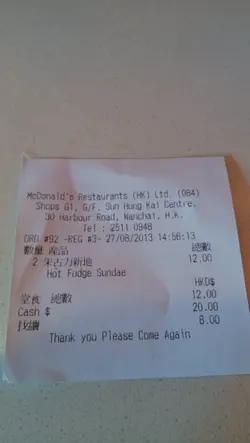 McDonald's Restaurants (HK) Ltd. (084)
Shops G1, G/F, Sun Hung Kai Centre,
30 Harbour Road, Wanchai, H.K.
Tel : 2511 0948
ORD #92 -REG #3- 27/08/2013 14:56:13
數量 產品 總數
2 朱古力新地 12.00
Hot Fudge Sundae
HKD$
堂食 總數 12.00
Cash $ 20.00
找續 8.00
Thank you Please Come Again